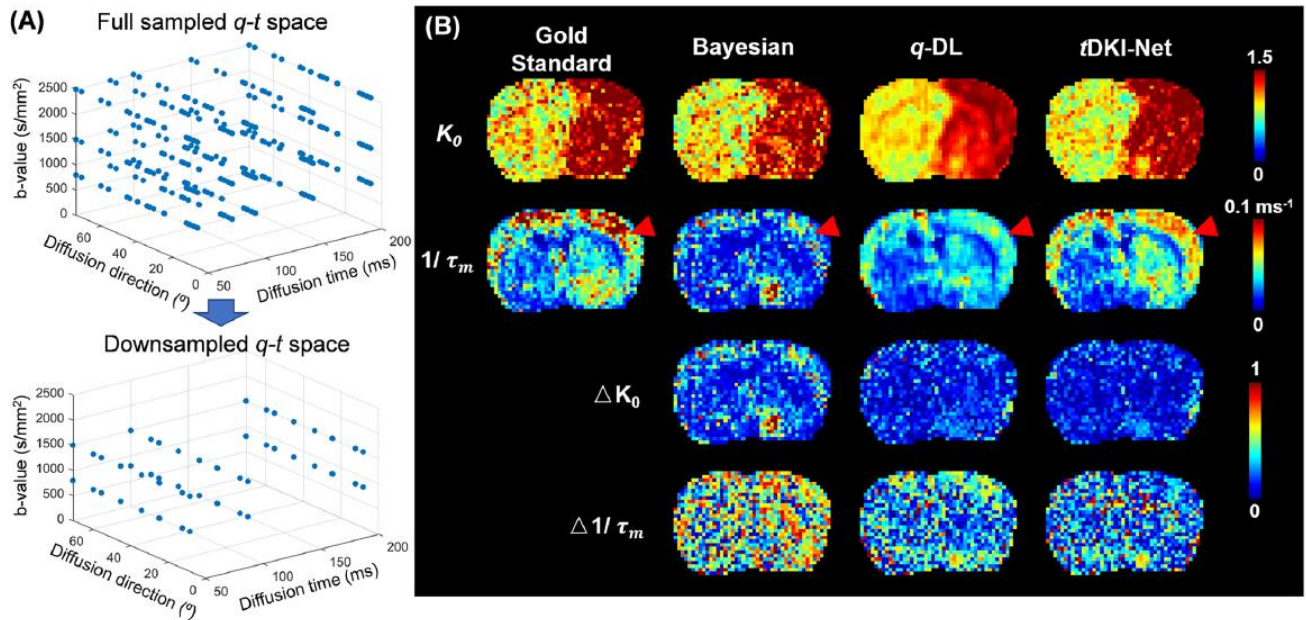 (A)
Full sampled q-t space
b-value (s/mm²)
2500
2000
1500
1000
500
0
Diffusion direction (º)
60
40
20
0
Diffusion time (ms)
50
100
150
200
Downsampled q-t space
b-value (s/mm²)
2500
2000
1500
1000
500
0
Diffusion direction (º)
60
40
20
0
Diffusion time (ms)
50
100
150
200
(B)
Gold
Standard
Bayesian
q-DL
tDKI-Net
K₀
1.5
0
1/ τₘ
0.1 ms⁻¹
0
△K₀
1
0
△1/ τₘ